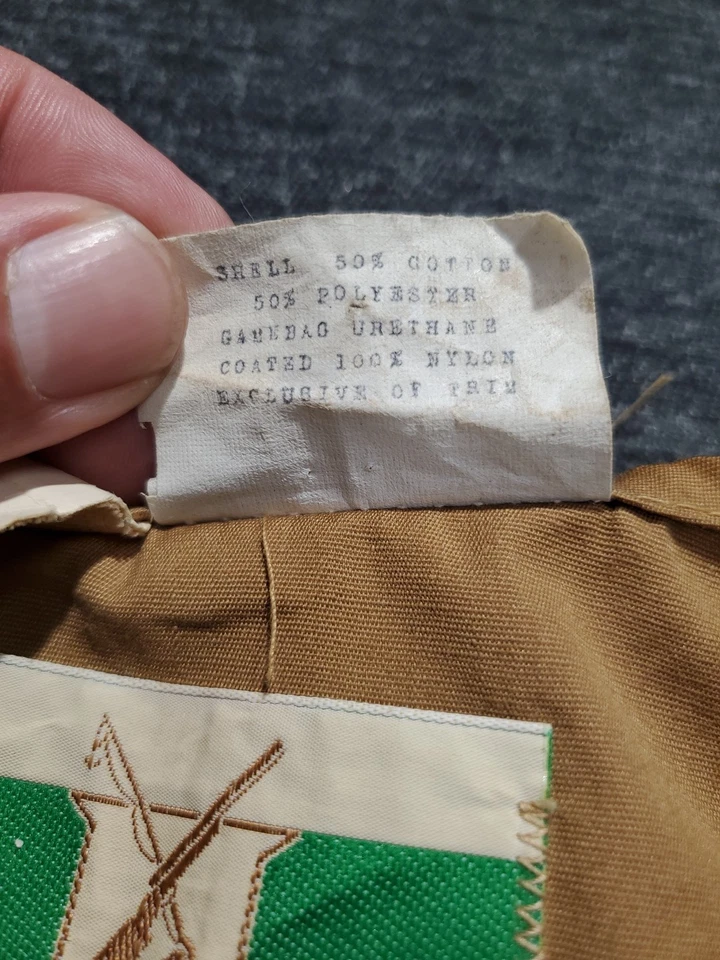 SHELL 50% COTTON
50% POLYESTER
GAMEBAG URETHANE
COATED 100% NYLON
EXCLUSIVE OF TRIM